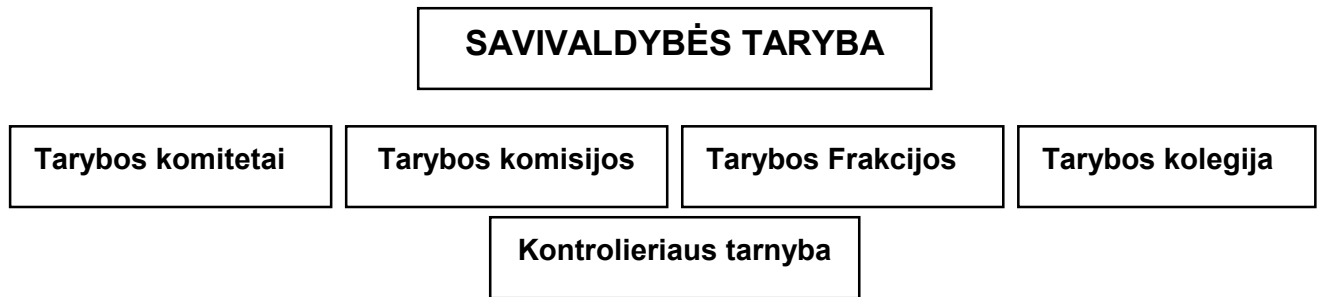 SAVIVALDYBĖS TARYBA
Tarybos komitetai
Tarybos komisijos
Tarybos Frakcijos
Tarybos kolegija
Kontrolieriaus tarnyba